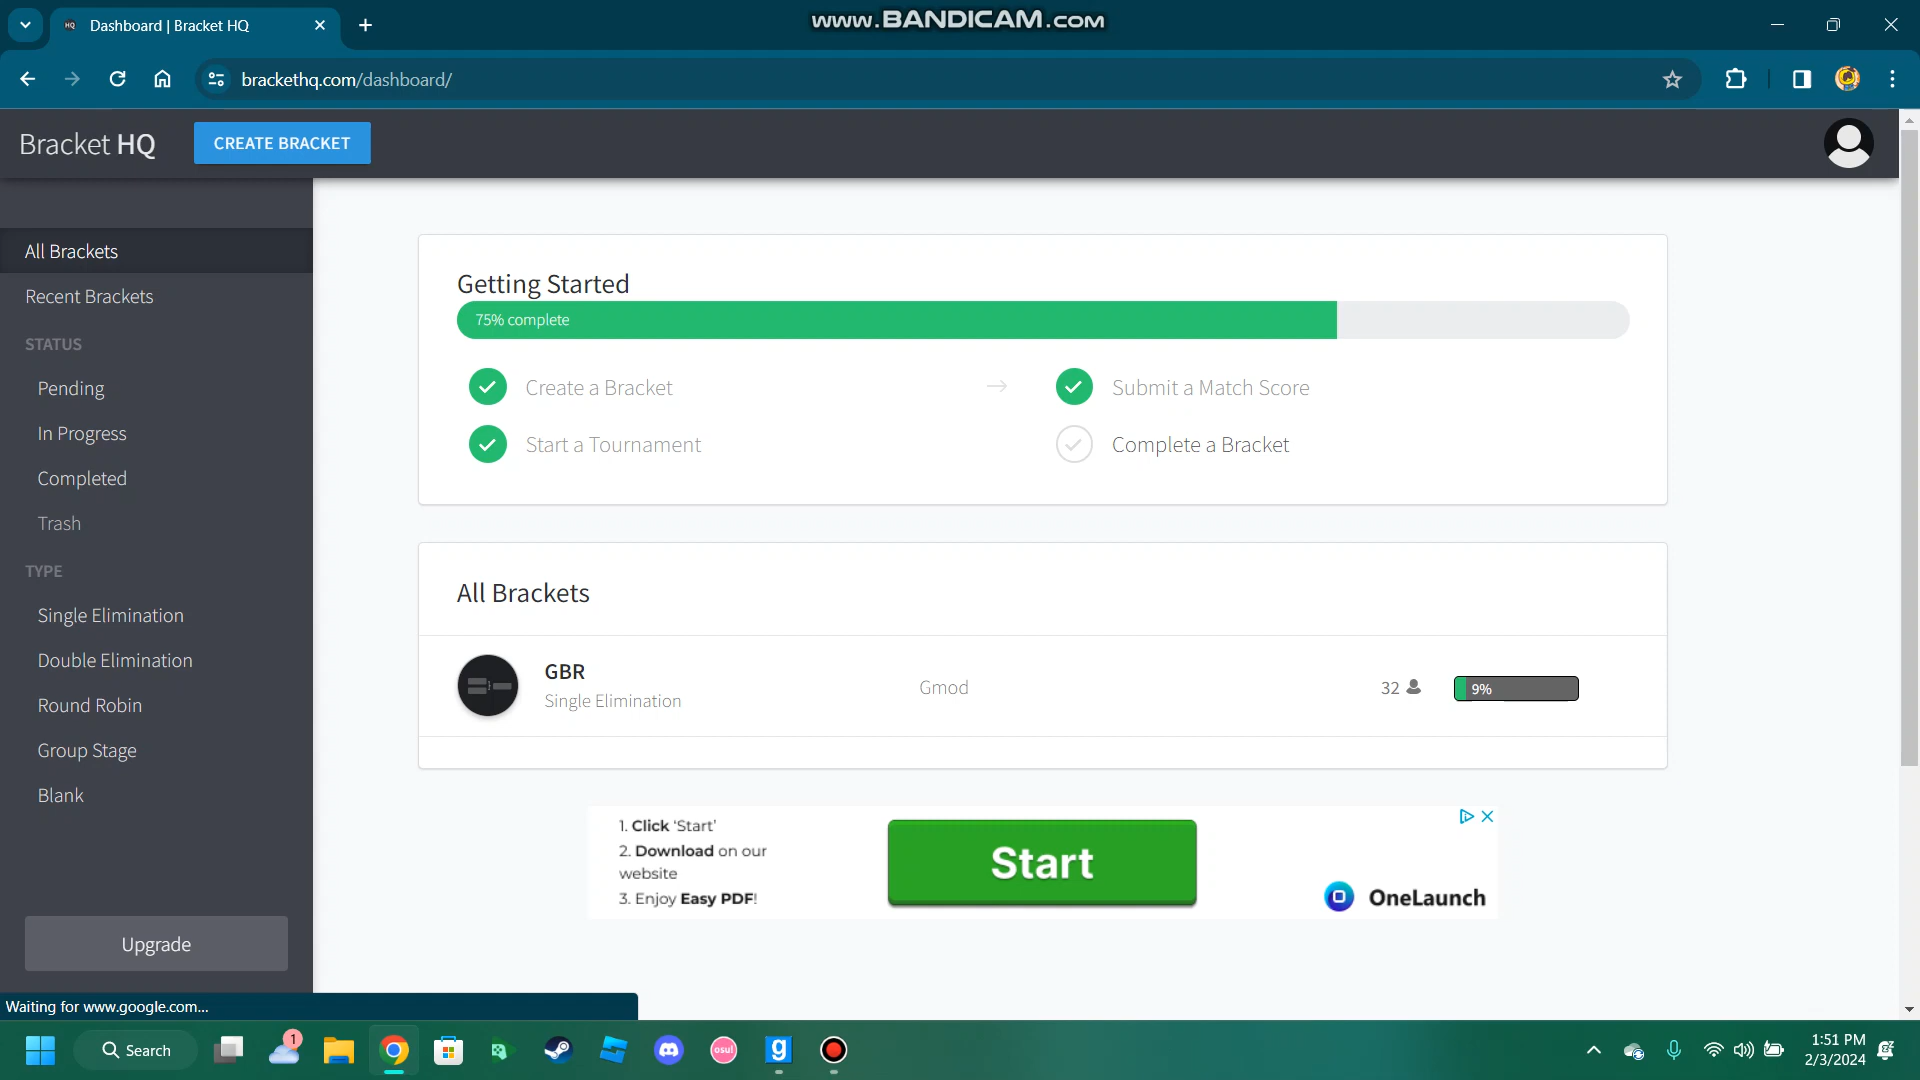 Dashboard | Bracket HQ
www.BANDICAM.com
brackethq.com/dashboard/
Bracket HQ
CREATE BRACKET
All Brackets
Recent Brackets
STATUS
Pending
In Progress
Completed
Trash
TYPE
Single Elimination
Double Elimination
Round Robin
Group Stage
Blank
Upgrade
Getting Started
75% complete
Create a Bracket
Submit a Match Score
Start a Tournament
Complete a Bracket
All Brackets
GBR
Single Elimination
Gmod
32
9%
1. Click 'Start'
2. Download on our
website
3. Enjoy Easy PDF!
Start
OneLaunch
Waiting for www.google.com...
Search
1
osu!
g
1:51 PM
2/3/2024